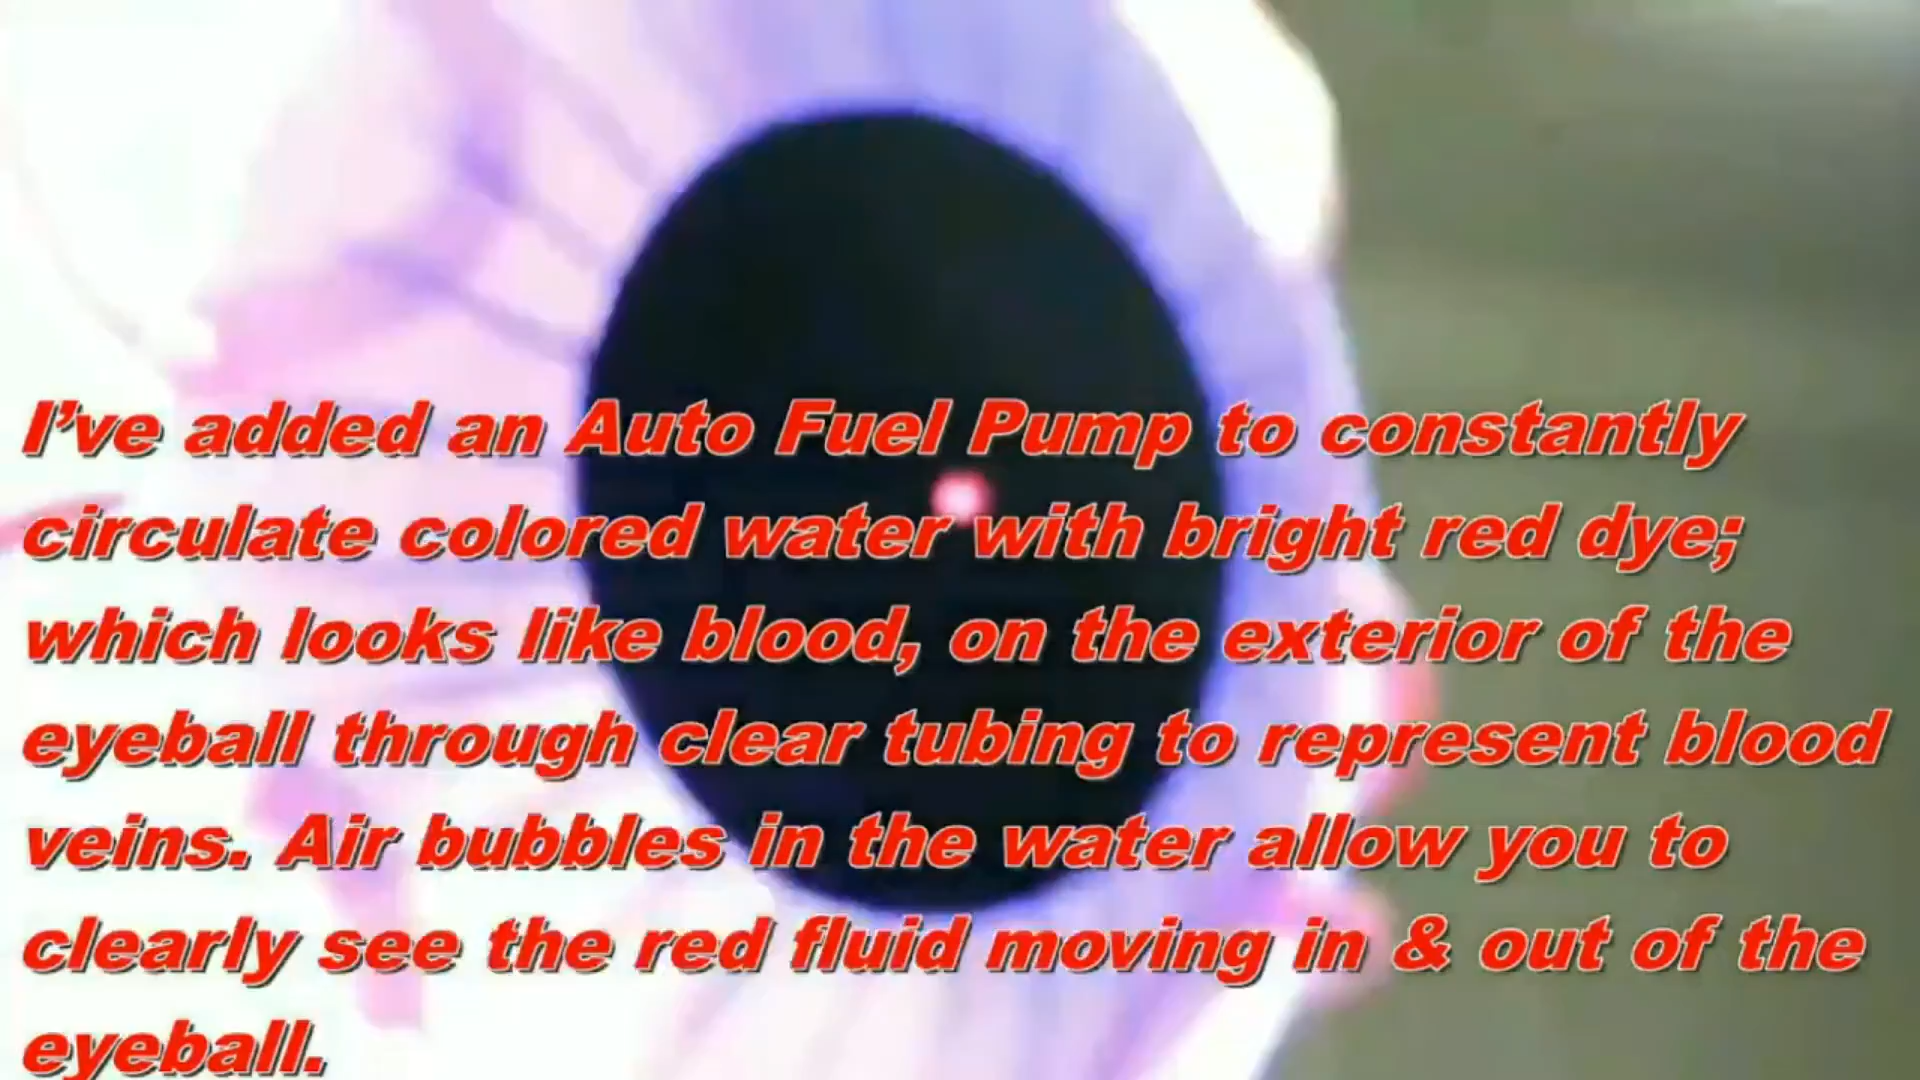 I’ve added an Auto Fuel Pump to constantly
circulate colored water with bright red dye;
which looks like blood, on the exterior of the
eyeball through clear tubing to represent blood
veins. Air bubbles in the water allow you to
clearly see the red fluid moving in & out of the
eyeball.